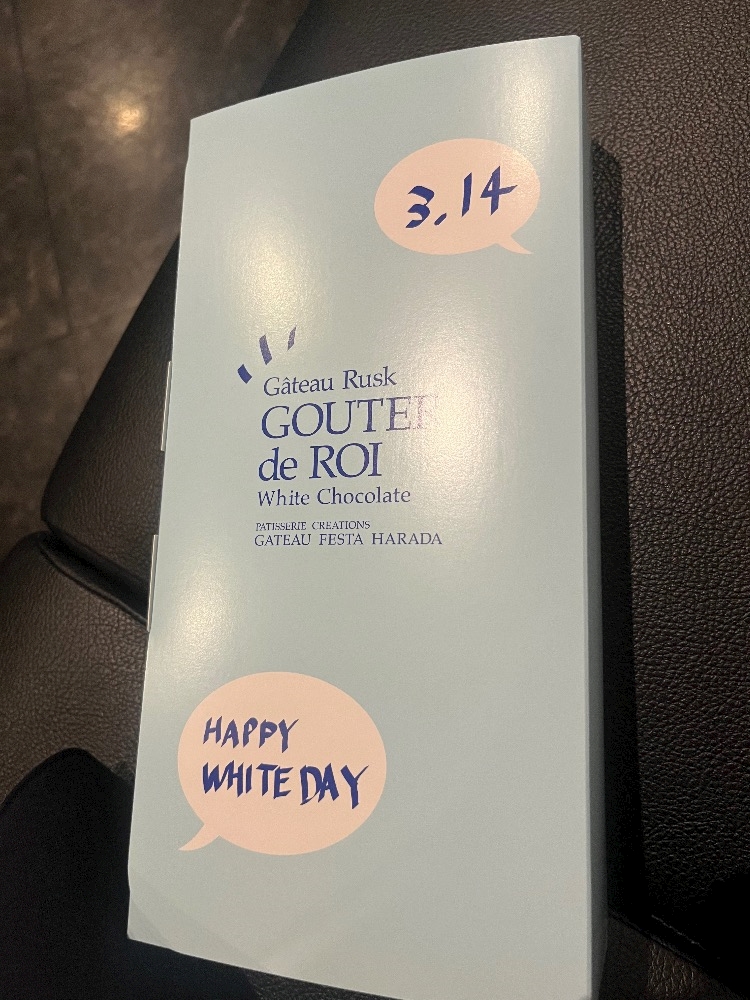 3.14
Gâteau Rusk
GOUTER
de ROI
White Chocolate
PATISSERIE CREATIONS
GATEAU FESTA HARADA
HAPPY
WHITE DAY